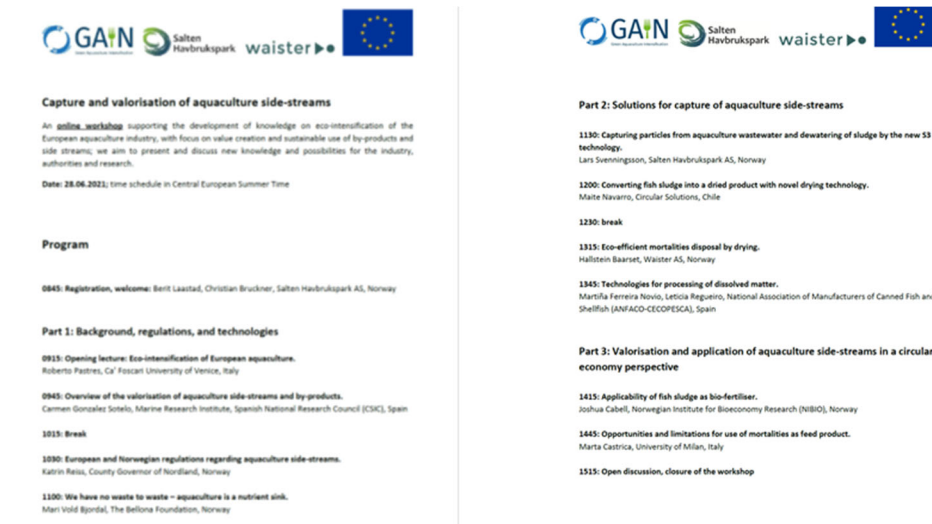 GAIN
Green Aquaculture Intensification
Salten
Havbrukspark
waister
Capture and valorisation of aquaculture side-streams
An online workshop supporting the development of knowledge on eco-intensification of the
European aquaculture industry, with focus on value creation and sustainable use of by-products and
side streams; we aim to present and discuss new knowledge and possibilities for the industry,
authorities and research.
Date: 28.06.2021; time schedule in Central European Summer Time
Program
0845: Registration, welcome: Berit Laastad, Christian Bruckner, Salten Havbrukspark AS, Norway
Part 1: Background, regulations, and technologies
0915: Opening lecture: Eco-intensification of European aquaculture.
Roberto Pastres, Ca' Foscari University of Venice, Italy
0945: Overview of the valorisation of aquaculture side-streams and by-products.
Carmen Gonzalez Sotelo, Marine Research Institute, Spanish National Research Council (CSIC), Spain
1015: Break
1030: European and Norwegian regulations regarding aquaculture side-streams.
Katrin Reiss, County Governor of Nordland, Norway
1100: We have no waste to waste – aquaculture is a nutrient sink.
Mari Vold Bjordal, The Bellona Foundation, Norway
GAIN
Green Aquaculture Intensification
Salten
Havbrukspark
waister
Part 2: Solutions for capture of aquaculture side-streams
1130: Capturing particles from aquaculture wastewater and dewatering of sludge by the new S3
technology.
Lars Svenningsson, Salten Havbrukspark AS, Norway
1200: Converting fish sludge into a dried product with novel drying technology.
Maite Navarro, Circular Solutions, Chile
1230: break
1315: Eco-efficient mortalities disposal by drying.
Hallstein Baarset, Waister AS, Norway
1345: Technologies for processing of dissolved matter.
Martiña Ferreira Novio, Leticia Regueiro, National Association of Manufacturers of Canned Fish an
Shellfish (ANFACO-CECOPESCA), Spain
Part 3: Valorisation and application of aquaculture side-streams in a circular
economy perspective
1415: Applicability of fish sludge as bio-fertiliser.
Joshua Cabell, Norwegian Institute for Bioeconomy Research (NIBIO), Norway
1445: Opportunities and limitations for use of mortalities as feed product.
Marta Castrica, University of Milan, Italy
1515: Open discussion, closure of the workshop